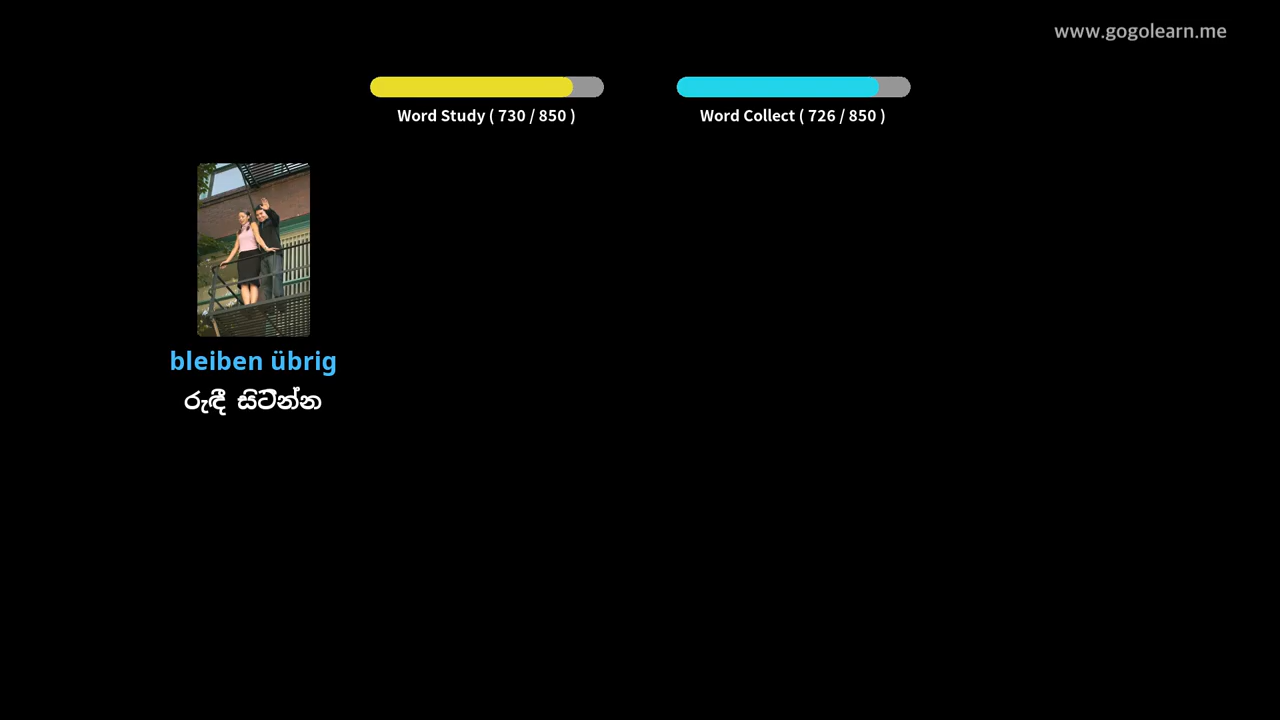 www.gogolearn.me
Word Study ( 730 / 850 )
Word Collect ( 726 / 850 )
bleiben übrig
රුඳී සිටින්න